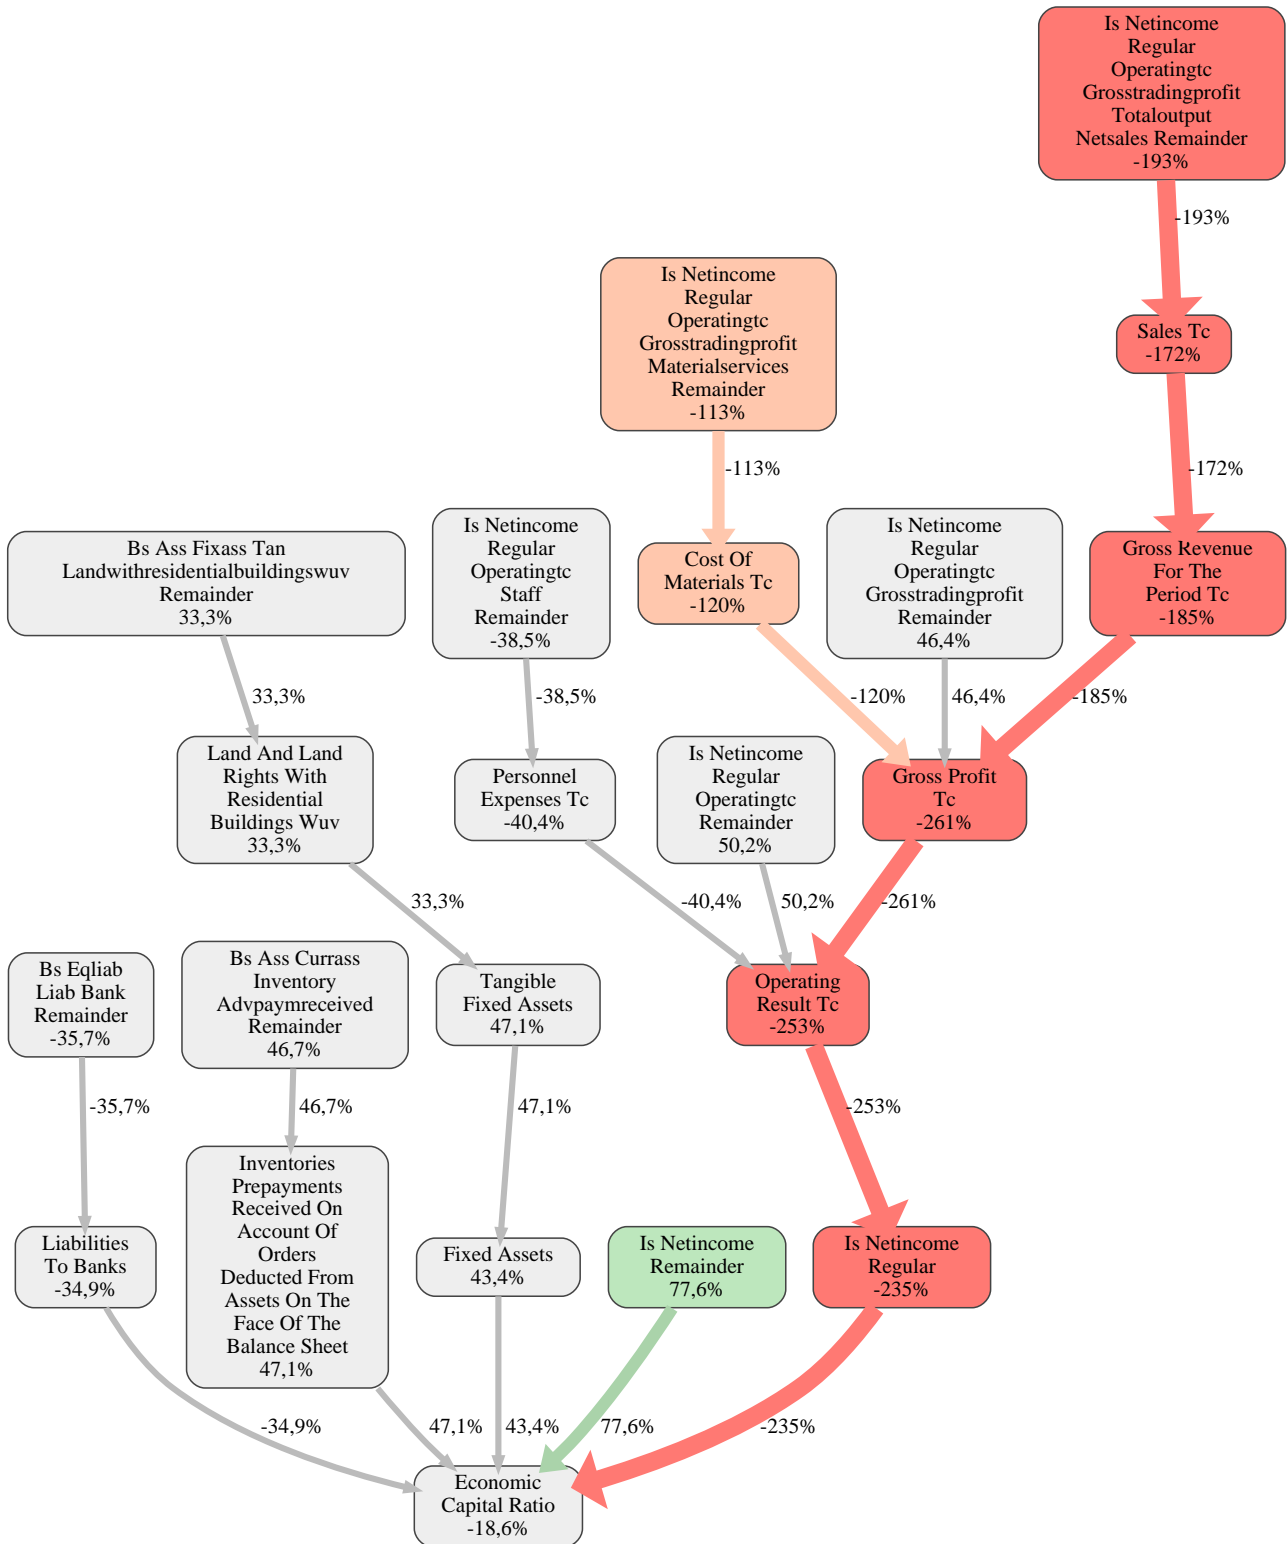 Is Netincome
Regular
Operatingtc
Grosstradingprofit
Totaloutput
Netsales Remainder
-193%
-193%
Is Netincome
Regular
Operatingtc
Grosstradingprofit
Materialservices
Remainder
-113%
Sales Tc
-172%
-113%
-172%
Bs Ass Fixass Tan
Landwithresidentialbuildingswuv
Remainder
33,3%
Is Netincome
Regular
Operatingtc
Staff
Remainder
-38,5%
Cost Of
Materials Tc
-120%
Is Netincome
Regular
Operatingtc
Grosstradingprofit
Remainder
46,4%
Gross Revenue
For The
Period Tc
-185%
33,3%
-38,5%
-120%
46,4%
-185%
Land And Land
Rights With
Residential
Buildings Wuv
33,3%
Personnel
Expenses Tc
-40,4%
Is Netincome
Regular
Operatingtc
Remainder
50,2%
Gross Profit
Tc
-261%
33,3%
-40,4%
50,2%
-261%
Bs Eqliab
Liab Bank
Remainder
-35,7%
Bs Ass Currass
Inventory
Advpaymreceived
Remainder
46,7%
Tangible
Fixed Assets
47,1%
Operating
Result Tc
-253%
-35,7%
46,7%
47,1%
-253%
Liabilities
To Banks
-34,9%
Inventories
Prepayments
Received On
Account Of
Orders
Deducted From
Assets On The
Face Of The
Balance Sheet
47,1%
Fixed Assets
43,4%
Is Netincome
Remainder
77,6%
Is Netincome
Regular
-235%
-34,9%
47,1%
43,4%
77,6%
-235%
Economic
Capital Ratio
-18,6%